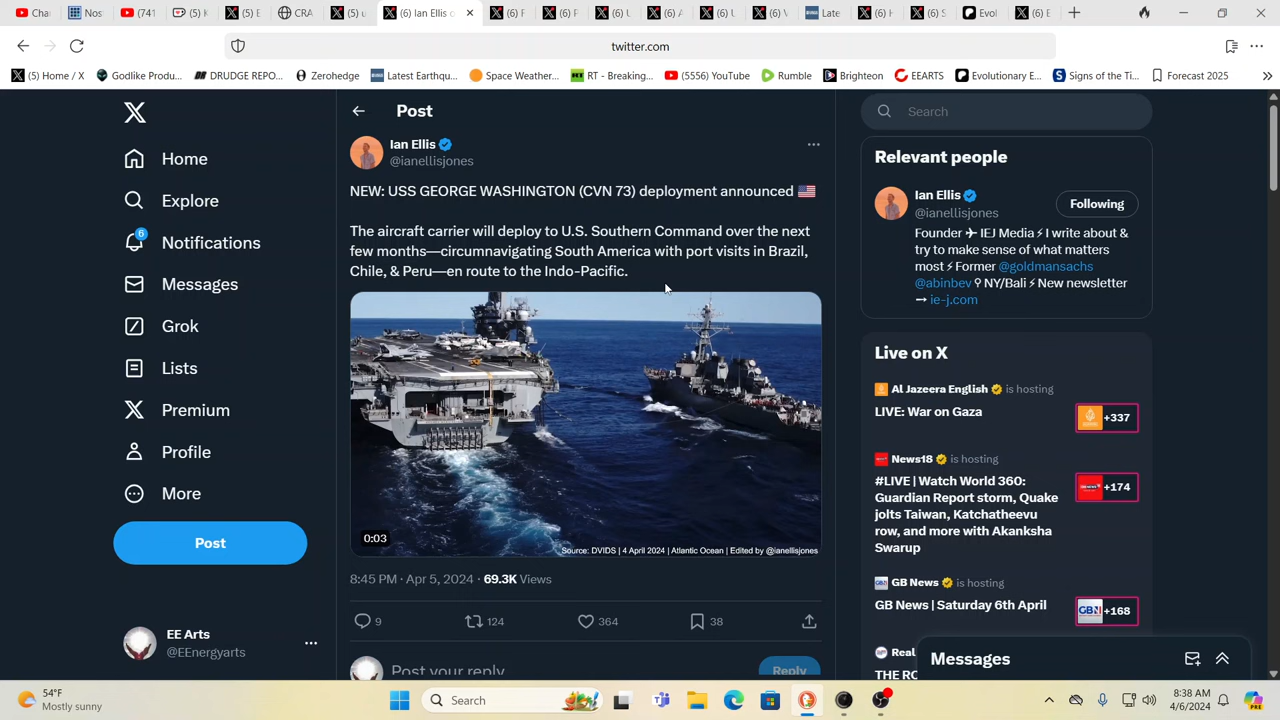 Cha
Nos
(741
(5) K
(5) E
CRA
(5) u
(6) Ian Ellis o
(6) F
(6) P
(6) U
(6) A
(6) U
(6) V
Late
(6)
(6) S
Evol
(6) E
twitter.com
(5) Home / X
Godlike Produ...
DRUDGE REPO...
Zerohedge
Latest Earthqu...
Space Weather...
RT - Breaking...
(5556) YouTube
Rumble
Brighteon
EEARTS
Evolutionary E...
Signs of the Ti...
Forecast 2025
Home
Explore
6
Notifications
Messages
Grok
Lists
Premium
Profile
More
Post
EE Arts
@EEnergyarts
Post
Ian Ellis
@ianellisjones
NEW: USS GEORGE WASHINGTON (CVN 73) deployment announced 🇺🇸
The aircraft carrier will deploy to U.S. Southern Command over the next
few months—circumnavigating South America with port visits in Brazil,
Chile, & Peru—en route to the Indo-Pacific.
0:03
Source: DVIDS | 4 April 2024 | Atlantic Ocean | Edited by @ianellisjones
8:45 PM · Apr 5, 2024 · 69.3K Views
9
124
364
38
Post your reply
Reply
Search
Relevant people
Ian Ellis
@ianellisjones
Following
Founder ✈ IEJ Media⚡I write about &
try to make sense of what matters
most⚡Former @goldmansachs
@abinbev ⚲ NY/Bali⚡New newsletter
→ ie-j.com
Live on X
Al Jazeera English is hosting
LIVE: War on Gaza
+337
News18 is hosting
#LIVE | Watch World 360:
Guardian Report storm, Quake
jolts Taiwan, Katchatheevu
row, and more with Akanksha
Swarup
+174
GB News is hosting
GB News | Saturday 6th April
+168
Real
THE RO
Messages
54°F
Mostly sunny
Search
8:38 AM
4/6/2024
PRE